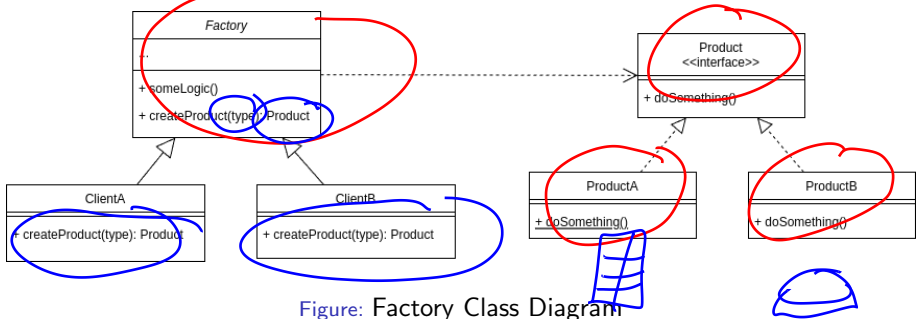 Factory
...
+ someLogic()
+ createProduct(type): Product
Product
<<interface>>
+ doSomething()
ClientA
+ createProduct(type): Product
ClientB
+ createProduct(type): Product
ProductA
+ doSomething()
ProductB
+ doSomething()
Figure: Factory Class Diagram